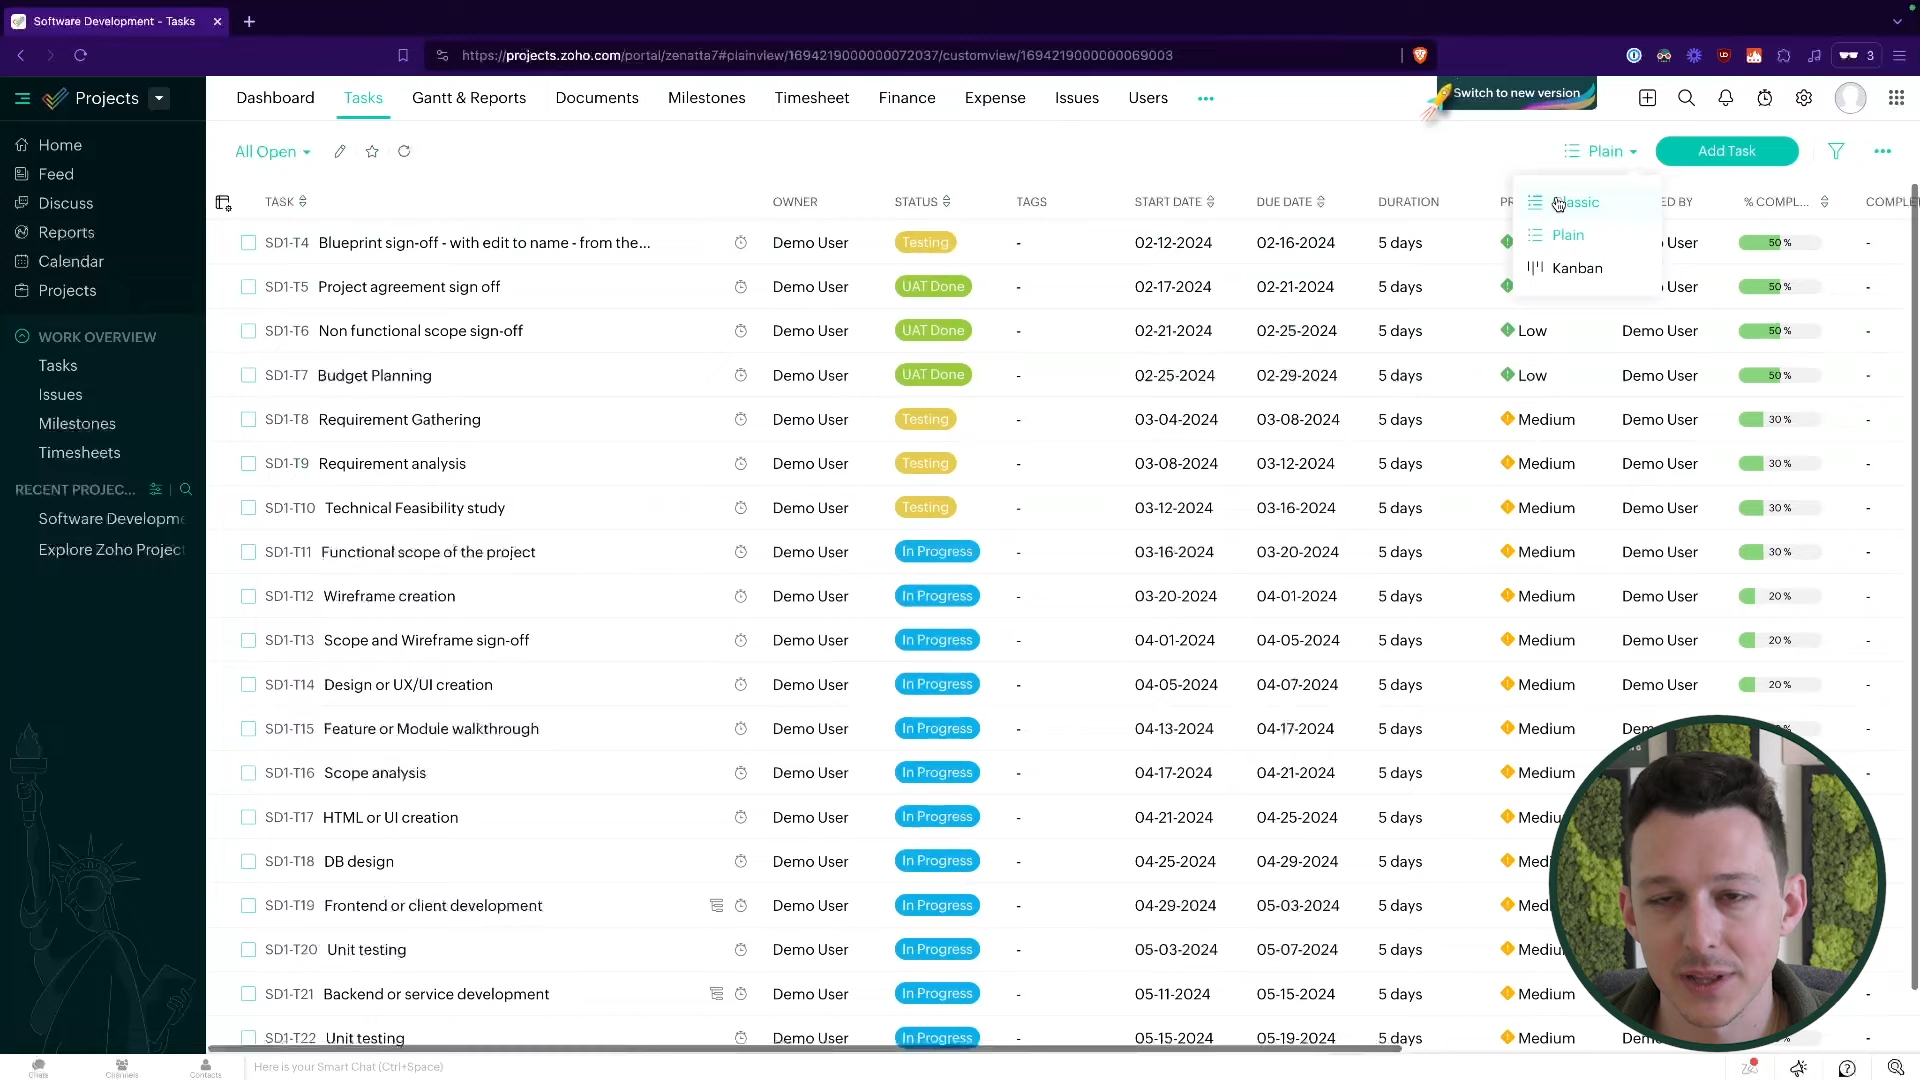 Software Development - Tasks
https://projects.zoho.com/portal/zenatta7#plainview/1694219000000072037/customview/1694219000000069003
3
Projects
Dashboard Tasks Gantt & Reports Documents Milestones Timesheet Finance Expense Issues Users
Switch to new version
Home
Feed
Discuss
Reports
Calendar
Projects
WORK OVERVIEW
Tasks
Issues
Milestones
Timesheets
RECENT PROJEC...
Software Developme
Explore Zoho Project
All Open
Plain
Add Task
Classic
Plain
Kanban
TASK OWNER STATUS TAGS START DATE DUE DATE DURATION PR ED BY % COMPL... COMPLE
SD1-T4 Blueprint sign-off - with edit to name - from the... Demo User Testing 02-12-2024 02-16-2024 5 days User 50 % -
SD1-T5 Project agreement sign off Demo User UAT Done - 02-17-2024 02-21-2024 5 days User 50 % -
SD1-T6 Non functional scope sign-off Demo User UAT Done - 02-21-2024 02-25-2024 5 days Low Demo User 50 % -
SD1-T7 Budget Planning Demo User UAT Done - 02-25-2024 02-29-2024 5 days Low Demo User 50 % -
SD1-T8 Requirement Gathering Demo User Testing - 03-04-2024 03-08-2024 5 days Medium Demo User 30 % -
SD1-T9 Requirement analysis Demo User Testing - 03-08-2024 03-12-2024 5 days Medium Demo User 30 % -
SD1-T10 Technical Feasibility study Demo User Testing - 03-12-2024 03-16-2024 5 days Medium Demo User 30 % -
SD1-T11 Functional scope of the project Demo User In Progress - 03-16-2024 03-20-2024 5 days Medium Demo User 30 % -
SD1-T12 Wireframe creation Demo User In Progress - 03-20-2024 04-01-2024 5 days Medium Demo User 20 % -
SD1-T13 Scope and Wireframe sign-off Demo User In Progress - 04-01-2024 04-05-2024 5 days Medium Demo User 20 % -
SD1-T14 Design or UX/UI creation Demo User In Progress - 04-05-2024 04-07-2024 5 days Medium Demo User 20 % -
SD1-T15 Feature or Module walkthrough Demo User In Progress - 04-13-2024 04-17-2024 5 days Medium Dem -
SD1-T16 Scope analysis Demo User In Progress - 04-17-2024 04-21-2024 5 days Medium -
SD1-T17 HTML or UI creation Demo User In Progress - 04-21-2024 04-25-2024 5 days Mediu -
SD1-T18 DB design Demo User In Progress - 04-25-2024 04-29-2024 5 days Medi -
SD1-T19 Frontend or client development Demo User In Progress - 04-29-2024 05-03-2024 5 days Med -
SD1-T20 Unit testing Demo User In Progress - 05-03-2024 05-07-2024 5 days Mediu -
SD1-T21 Backend or service development Demo User In Progress - 05-11-2024 05-15-2024 5 days Medium -
SD1-T22 Unit testing Demo User In Progress - 05-15-2024 05-19-2024 5 days Medium Dem -
Chats Channels Contacts Here is your Smart Chat (Ctrl+Space)